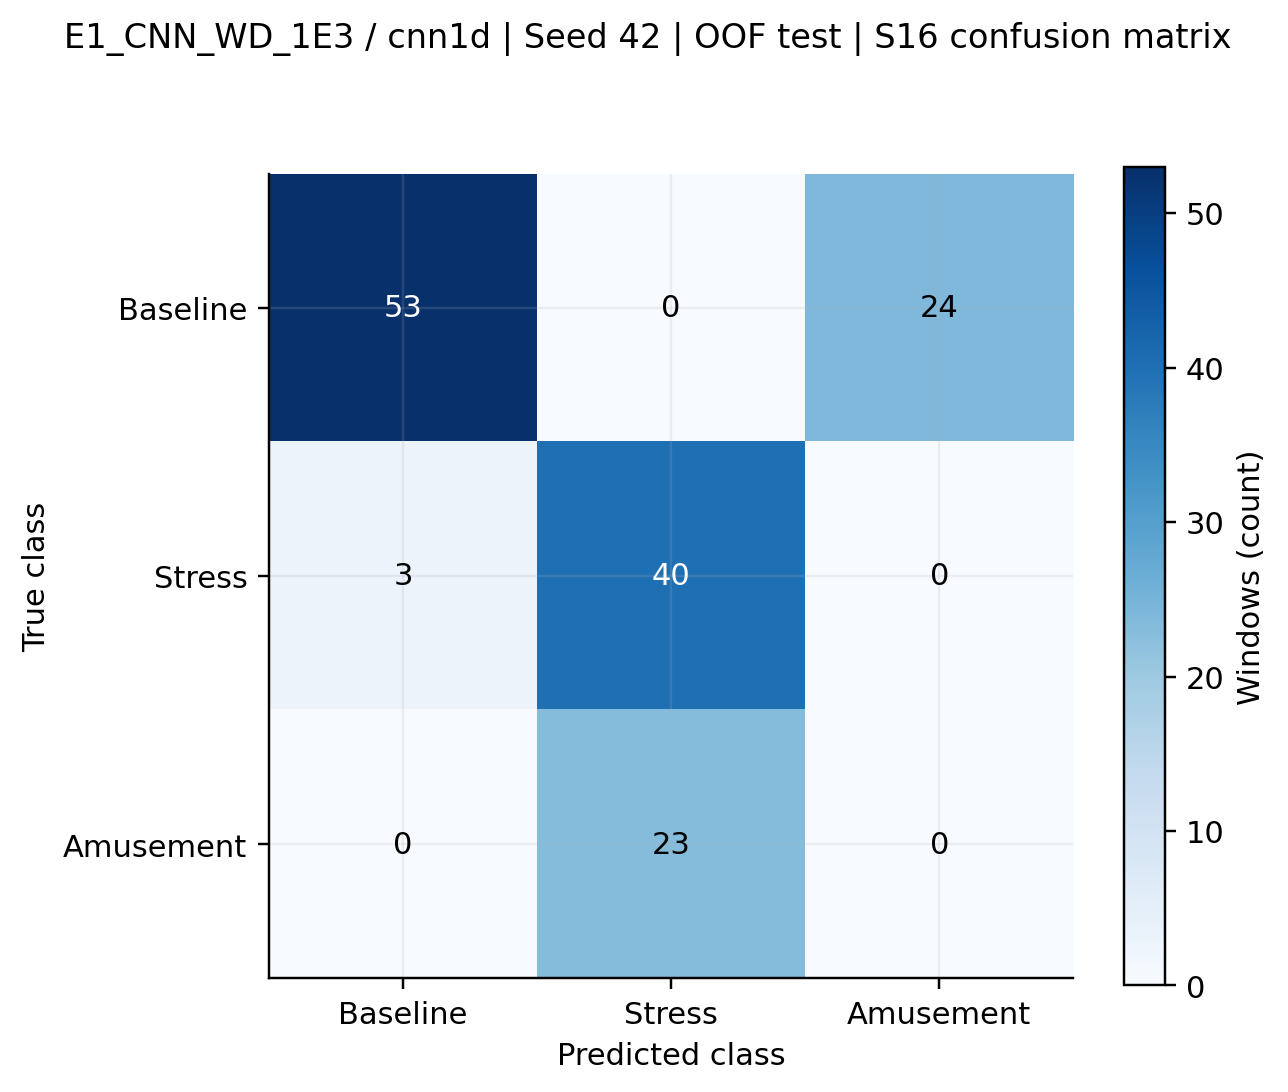 E1_CNN_WD_1E3 / cnn1d | Seed 42 | OOF test | S16 confusion matrix
Baseline 53 0 24
Stress 3 40 0
Amusement 0 23 0
True class
Baseline Stress Amusement
Predicted class
50
40
30
20
10
0
Windows (count)